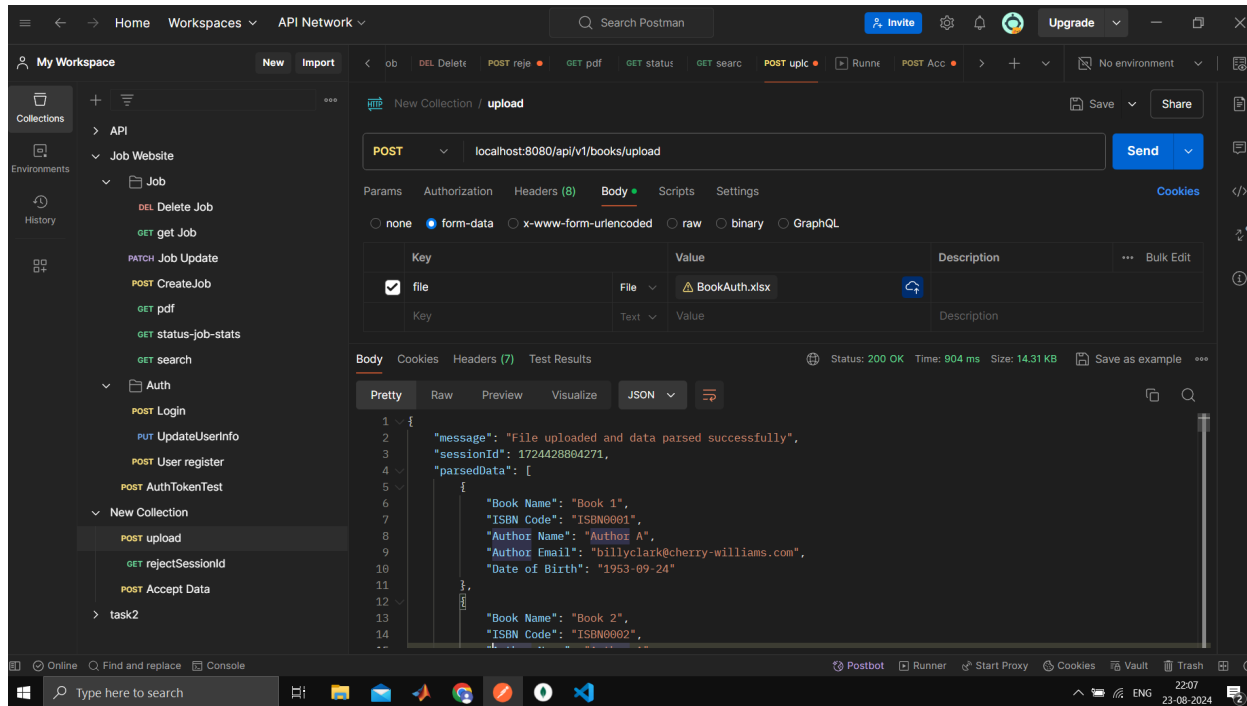 Home Workspaces API Network Search Postman Invite Upgrade
My Workspace New Import ob DEL Delete POST reje GET pdf GET status GET searc POST uplc Runne POST Acc No environment
Collections
Environments
History
API
Job Website
Job
DEL Delete Job
GET get Job
PATCH Job Update
POST CreateJob
GET pdf
GET status-job-stats
GET search
Auth
POST Login
PUT UpdateUserInfo
POST User register
POST AuthTokenTest
New Collection
POST upload
GET rejectSessionId
POST Accept Data
task2
HTTP New Collection / upload Save Share
POST localhost:8080/api/v1/books/upload Send
Params Authorization Headers (8) Body Scripts Settings Cookies
none form-data x-www-form-urlencoded raw binary GraphQL
Key Value Description Bulk Edit
file File BookAuth.xlsx
Key Text Value Description
Body Cookies Headers (7) Test Results Status: 200 OK Time: 904 ms Size: 14.31 KB Save as example
Pretty Raw Preview Visualize JSON
1 {
2 "message": "File uploaded and data parsed successfully",
3 "sessionId": 1724428804271,
4 "parsedData": [
5 {
6 "Book Name": "Book 1",
7 "ISBN Code": "ISBN0001",
8 "Author Name": "Author A",
9 "Author Email": "billyclark@cherry-williams.com",
10 "Date of Birth": "1953-09-24"
11 },
12 {
13 "Book Name": "Book 2",
14 "ISBN Code": "ISBN0002",
Online Find and replace Console Postbot Runner Start Proxy Cookies Vault Trash
Type here to search ENG 22:07
23-08-2024
2